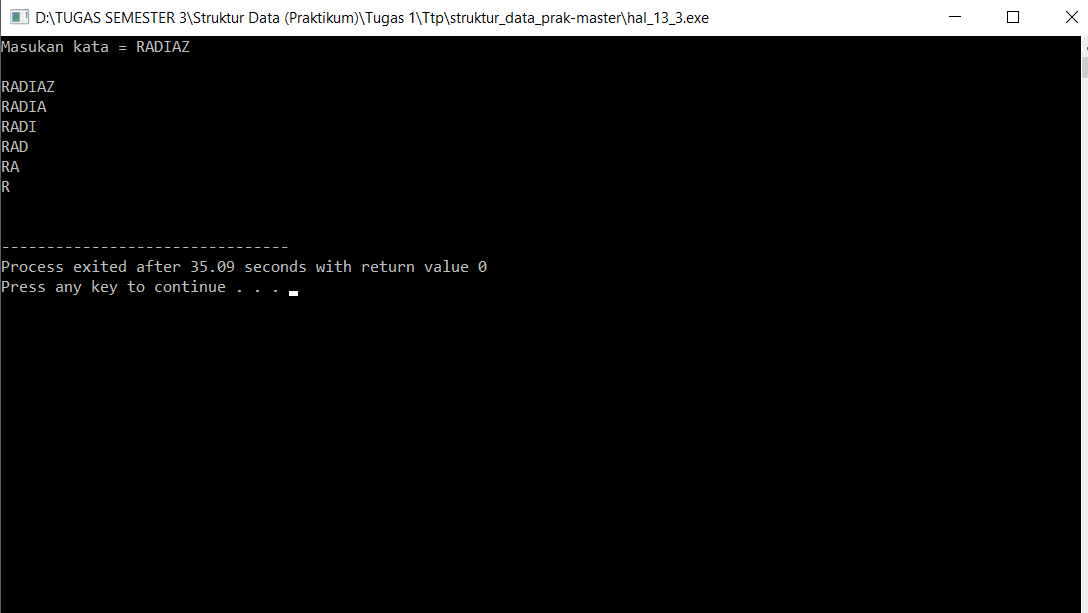 D:\TUGAS SEMESTER 3\Struktur Data (Praktikum)\Tugas 1\Ttp\struktur_data_prak-master\hal_13_3.exe
Masukan kata = RADIAZ
RADIAZ
RADIA
RADI
RAD
RA
R
--------------------------------
Process exited after 35.09 seconds with return value 0
Press any key to continue . . .